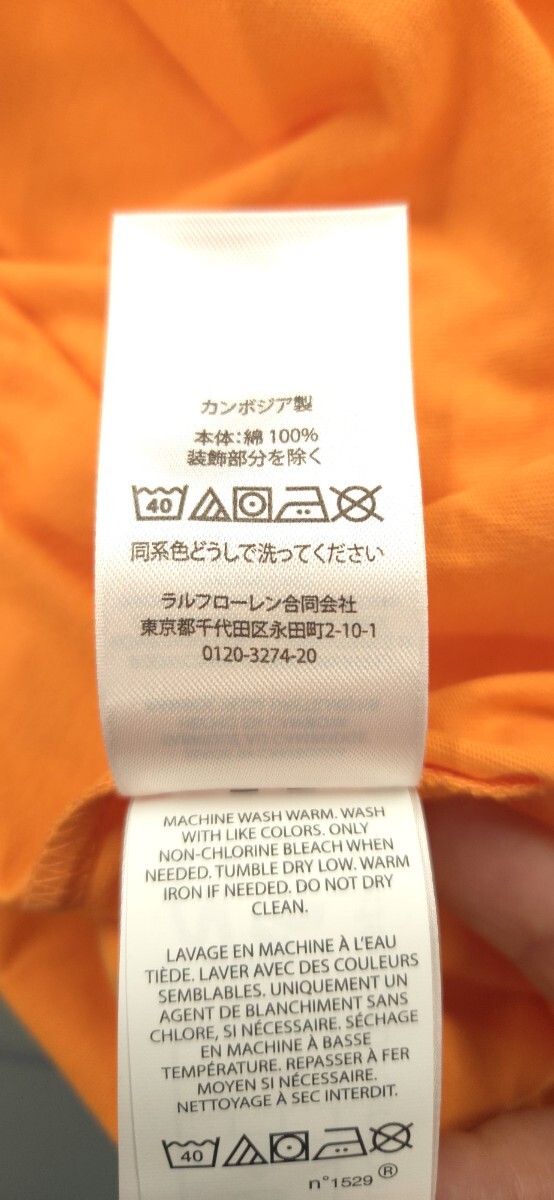 カンボジア製
本体:綿 100%
装飾部分を除く
40
同系色どうしで洗ってください
ラルフローレン合同会社
東京都千代田区永田町2-10-1
0120-3274-20
MACHINE WASH WARM. WASH
WITH LIKE COLORS. ONLY
NON-CHLORINE BLEACH WHEN
NEEDED. TUMBLE DRY LOW. WARM
IRON IF NEEDED. DO NOT DRY
CLEAN.
LAVAGE EN MACHINE À L'EAU
TIÈDE. LAVER AVEC DES COULEURS
SEMBLABLES. UNIQUEMENT UN
AGENT DE BLANCHIMENT SANS
CHLORE, SI NÉCESSAIRE. SÉCHAGE
EN MACHINE À BASSE
TEMPÉRATURE. REPASSER À FER
MOYEN SI NÉCESSAIRE.
NETTOYAGE À SEC INTERDIT.
40
n°1529 ®